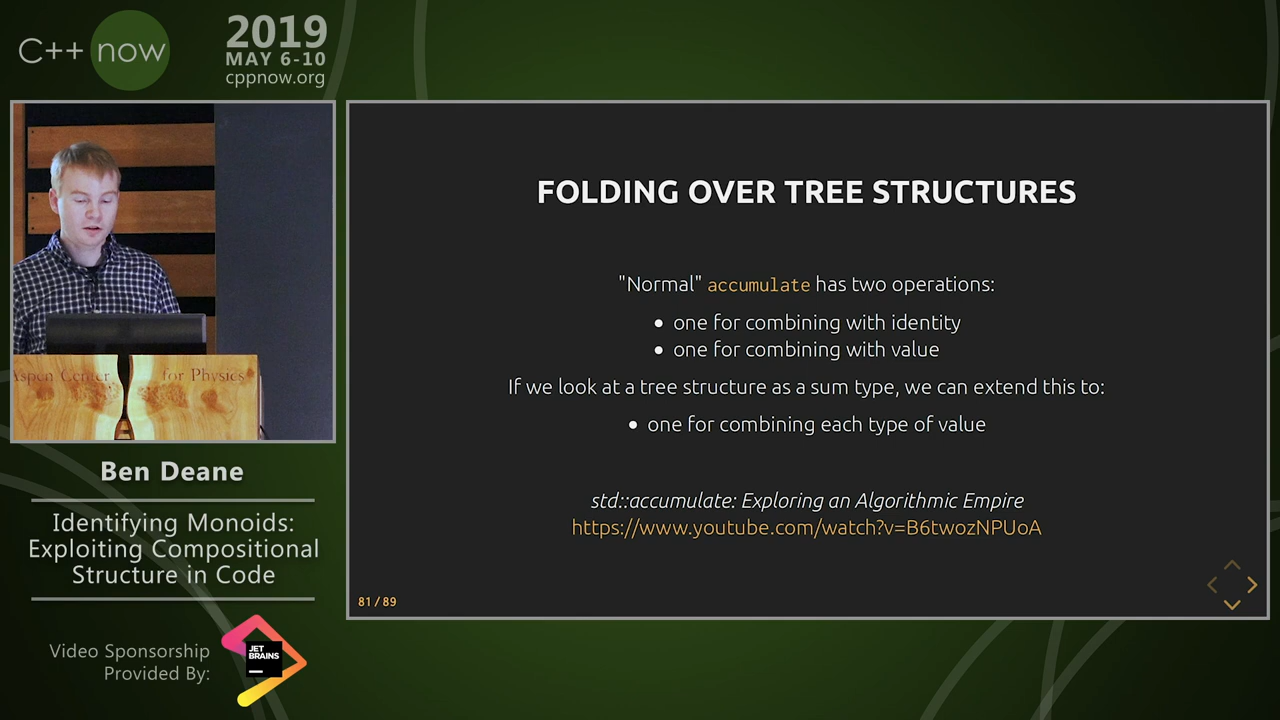 C++ now
2019
MAY 6-10
cppnow.org
Aspen Center for Physics
Ben Deane
Identifying Monoids:
Exploiting Compositional
Structure in Code
Video Sponsorship
Provided By:
JET
BRAINS
FOLDING OVER TREE STRUCTURES
"Normal" accumulate has two operations:
• one for combining with identity
• one for combining with value
If we look at a tree structure as a sum type, we can extend this to:
• one for combining each type of value
std::accumulate: Exploring an Algorithmic Empire
https://www.youtube.com/watch?v=B6twozNPUoA
81 / 89